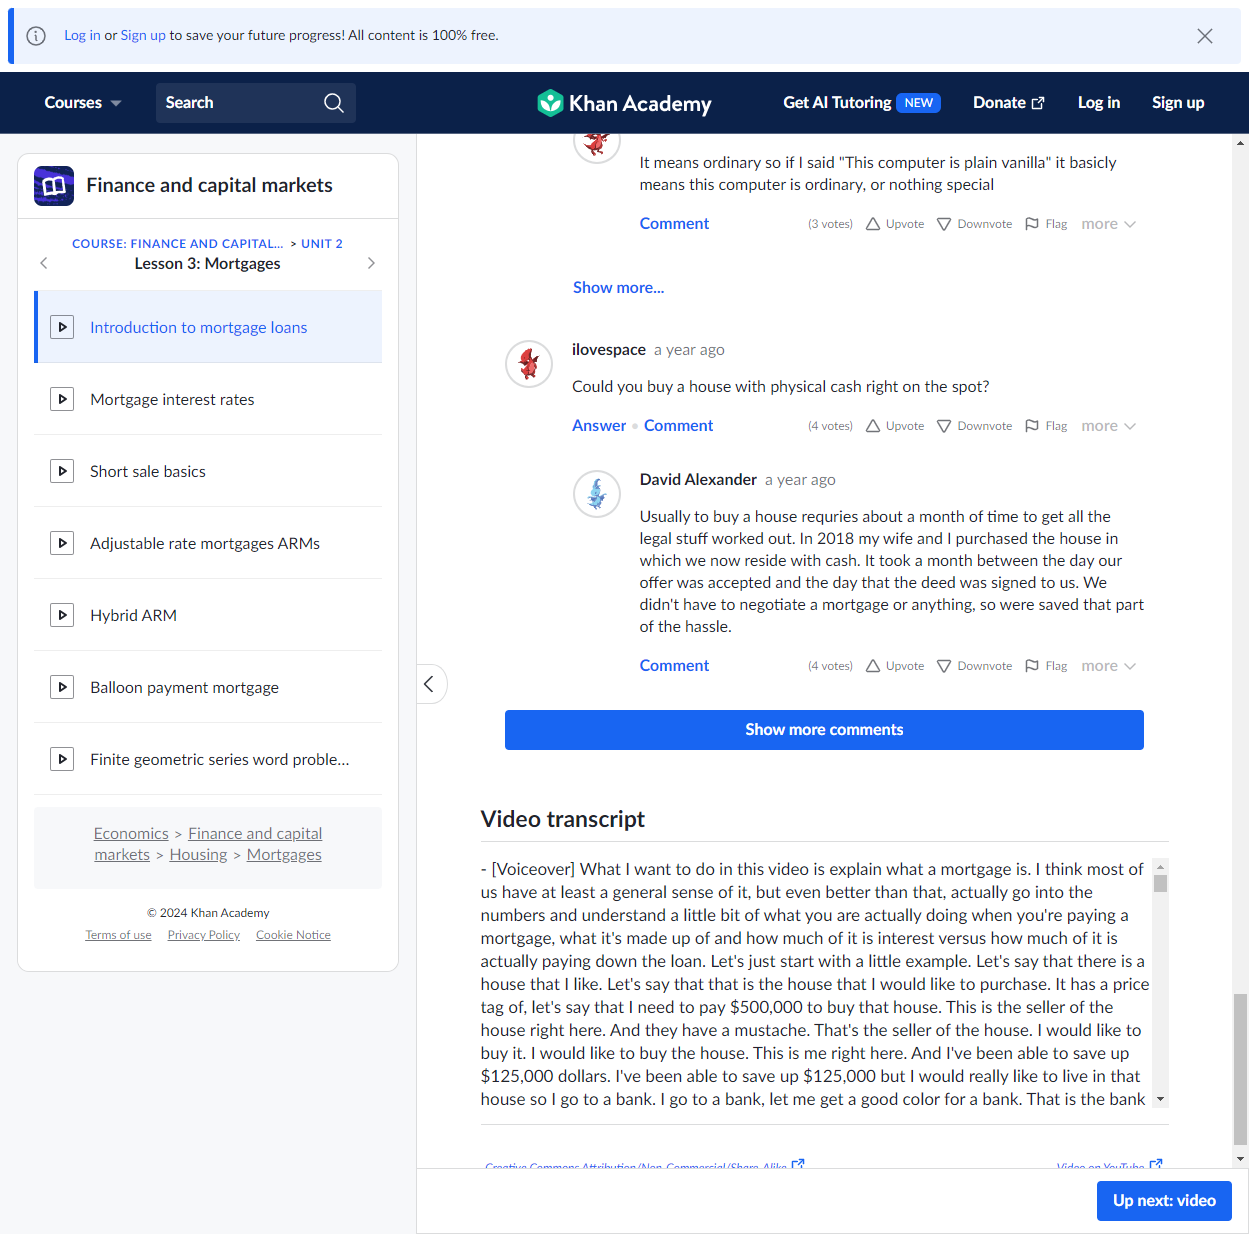 Log in or Sign up to save your future progress! All content is 100% free.
Courses
Search
Khan Academy
Get AI Tutoring NEW
Donate
Log in
Sign up
Finance and capital markets
COURSE: FINANCE AND CAPITAL... > UNIT 2
Lesson 3: Mortgages
Introduction to mortgage loans
Mortgage interest rates
Short sale basics
Adjustable rate mortgages ARMs
Hybrid ARM
Balloon payment mortgage
Finite geometric series word proble...
Economics > Finance and capital
markets > Housing > Mortgages
© 2024 Khan Academy
Terms of use Privacy Policy Cookie Notice
It means ordinary so if I said "This computer is plain vanilla" it basicly
means this computer is ordinary, or nothing special
Comment (3 votes) Upvote Downvote Flag more
Show more...
ilovespace a year ago
Could you buy a house with physical cash right on the spot?
Answer • Comment (4 votes) Upvote Downvote Flag more
David Alexander a year ago
Usually to buy a house requries about a month of time to get all the
legal stuff worked out. In 2018 my wife and I purchased the house in
which we now reside with cash. It took a month between the day our
offer was accepted and the day that the deed was signed to us. We
didn't have to negotiate a mortgage or anything, so were saved that part
of the hassle.
Comment (4 votes) Upvote Downvote Flag more
Show more comments
Video transcript
- [Voiceover] What I want to do in this video is explain what a mortgage is. I think most of
us have at least a general sense of it, but even better than that, actually go into the
numbers and understand a little bit of what you are actually doing when you're paying a
mortgage, what it's made up of and how much of it is interest versus how much of it is
actually paying down the loan. Let's just start with a little example. Let's say that there is a
house that I like. Let's say that that is the house that I would like to purchase. It has a price
tag of, let's say that I need to pay $500,000 to buy that house. This is the seller of the
house right here. And they have a mustache. That's the seller of the house. I would like to
buy it. I would like to buy the house. This is me right here. And I've been able to save up
$125,000 dollars. I've been able to save up $125,000 but I would really like to live in that
house so I go to a bank. I go to a bank, let me get a good color for a bank. That is the bank
Creative Commons Attribution/Non-Commercial/Share-Alike
Video on YouTube
Up next: video